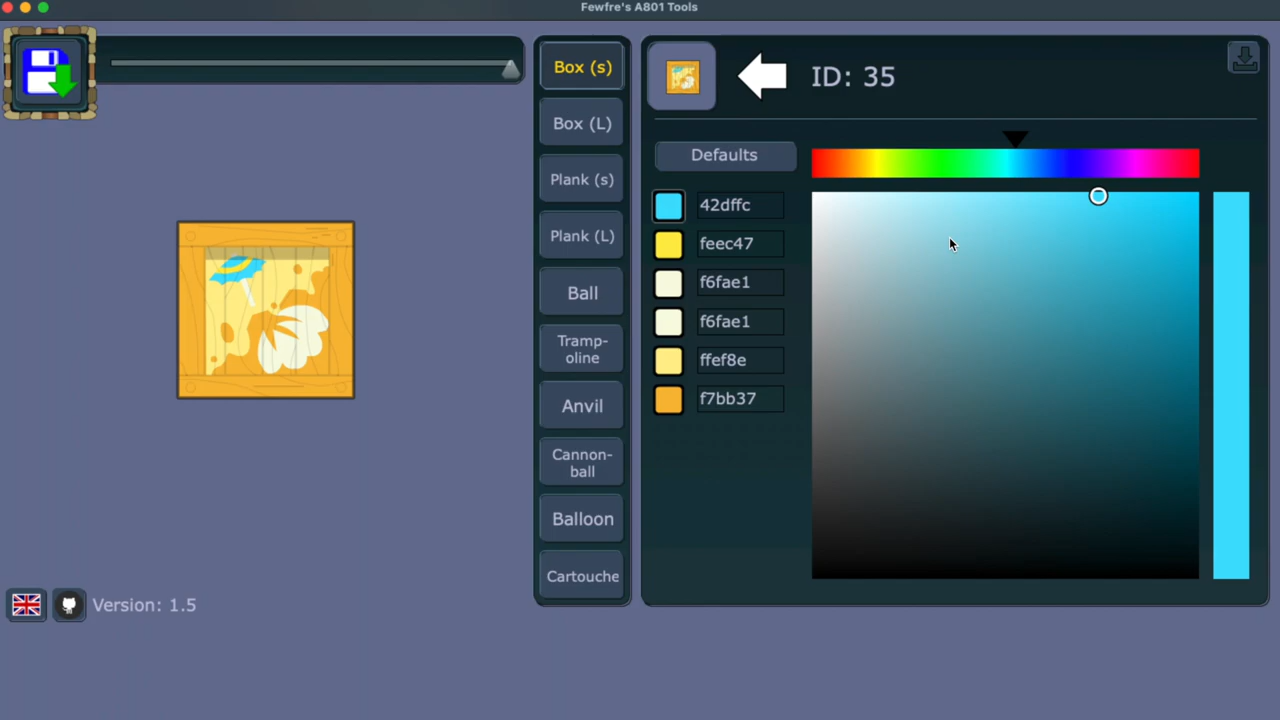 Fewfre's A801 Tools
Box (s)
Box (L)
Plank (s)
Plank (L)
Ball
Tramp-
oline
Anvil
Cannon-
ball
Balloon
Cartouche
ID: 35
Defaults
42dffc
feec47
f6fae1
f6fae1
ffef8e
f7bb37
Version: 1.5